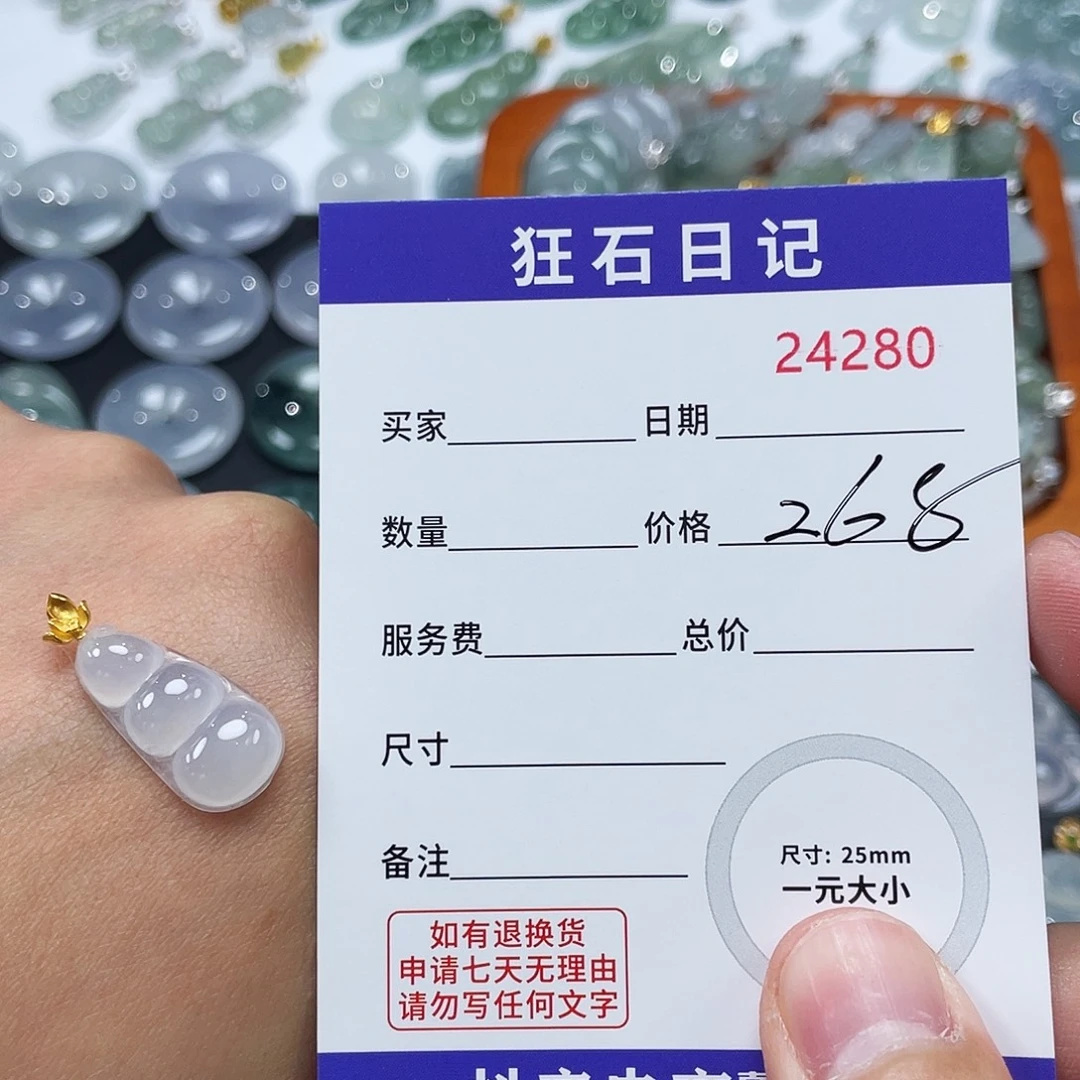 狂石日记
24280
买家 日期
数量 价格 268
服务费 总价
尺寸
备注
尺寸: 25mm
一元大小
如有退换货
申请七天无理由
请勿写任何文字